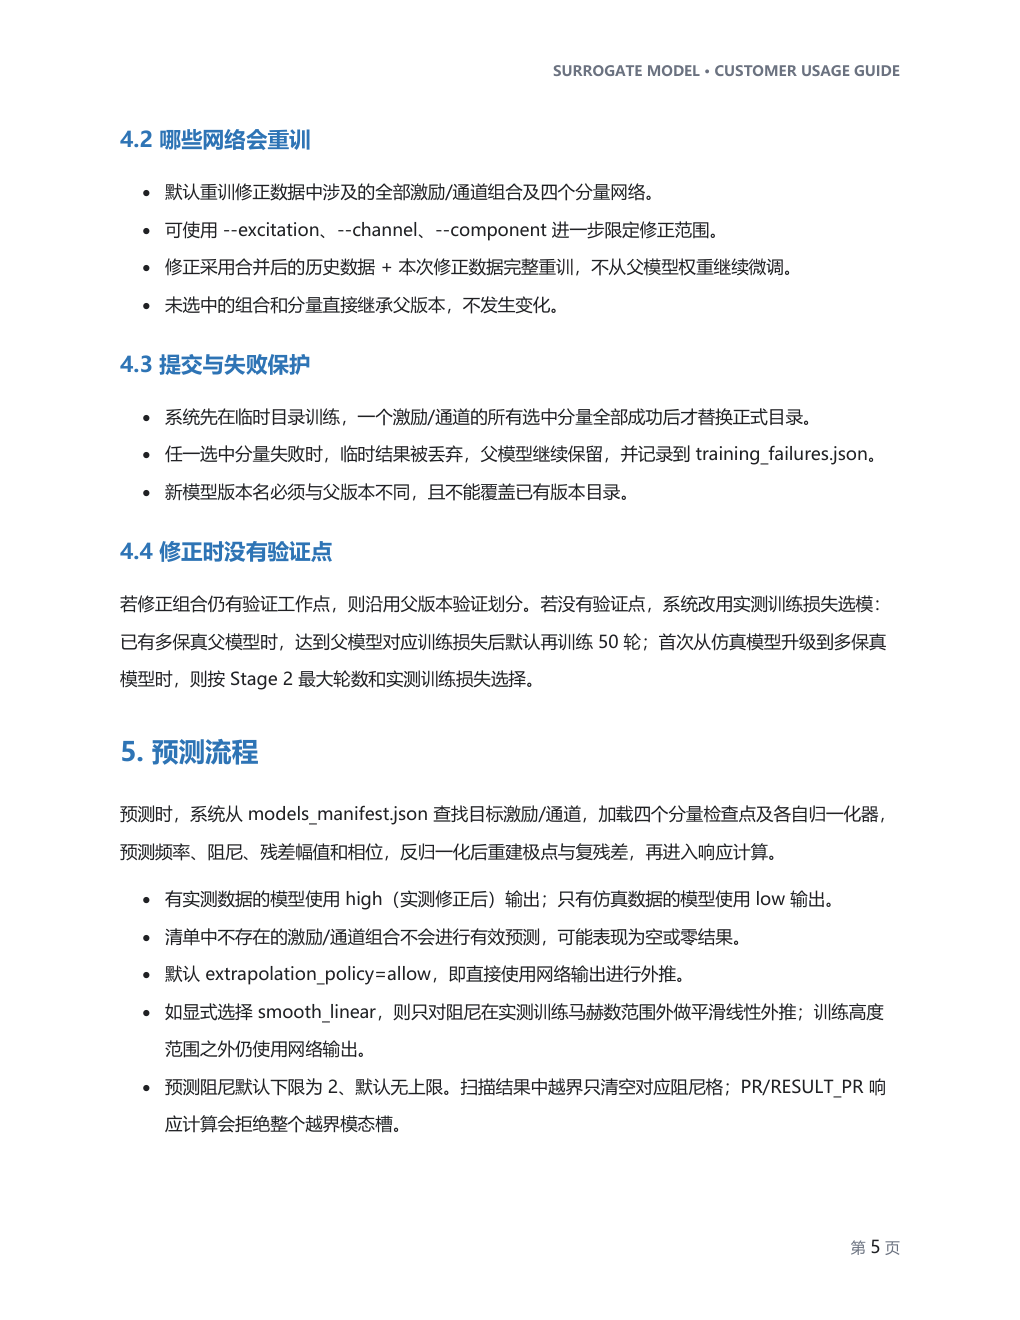 SURROGATE MODEL • CUSTOMER USAGE GUIDE
4.2 哪些网络会重训
• 默认重训修正数据中涉及的全部激励/通道组合及四个分量网络。
• 可使用 --excitation、--channel、--component 进一步限定修正范围。
• 修正采用合并后的历史数据 + 本次修正数据完整重训，不从父模型权重继续微调。
• 未选中的组合和分量直接继承父版本，不发生变化。
4.3 提交与失败保护
• 系统先在临时目录训练，一个激励/通道的所有选中分量全部成功后才替换正式目录。
• 任一选中分量失败时，临时结果被丢弃，父模型继续保留，并记录到 training_failures.json。
• 新模型版本名必须与父版本不同，且不能覆盖已有版本目录。
4.4 修正时没有验证点
若修正组合仍有验证工作点，则沿用父版本验证划分。若没有验证点，系统改用实测训练损失选模：
已有多保真父模型时，达到父模型对应训练损失后默认再训练 50 轮；首次从仿真模型升级到多保真
模型时，则按 Stage 2 最大轮数和实测训练损失选择。
5. 预测流程
预测时，系统从 models_manifest.json 查找目标激励/通道，加载四个分量检查点及各自归一化器，
预测频率、阻尼、残差幅值和相位，反归一化后重建极点与复残差，再进入响应计算。
• 有实测数据的模型使用 high（实测修正后）输出；只有仿真数据的模型使用 low 输出。
• 清单中不存在的激励/通道组合不会进行有效预测，可能表现为空或零结果。
• 默认 extrapolation_policy=allow，即直接使用网络输出进行外推。
• 如显式选择 smooth_linear，则只对阻尼在实测训练马赫数范围外做平滑线性外推；训练高度
范围之外仍使用网络输出。
• 预测阻尼默认下限为 2、默认无上限。扫描结果中越界只清空对应阻尼格；PR/RESULT_PR 响
应计算会拒绝整个越界模态槽。
第 5 页